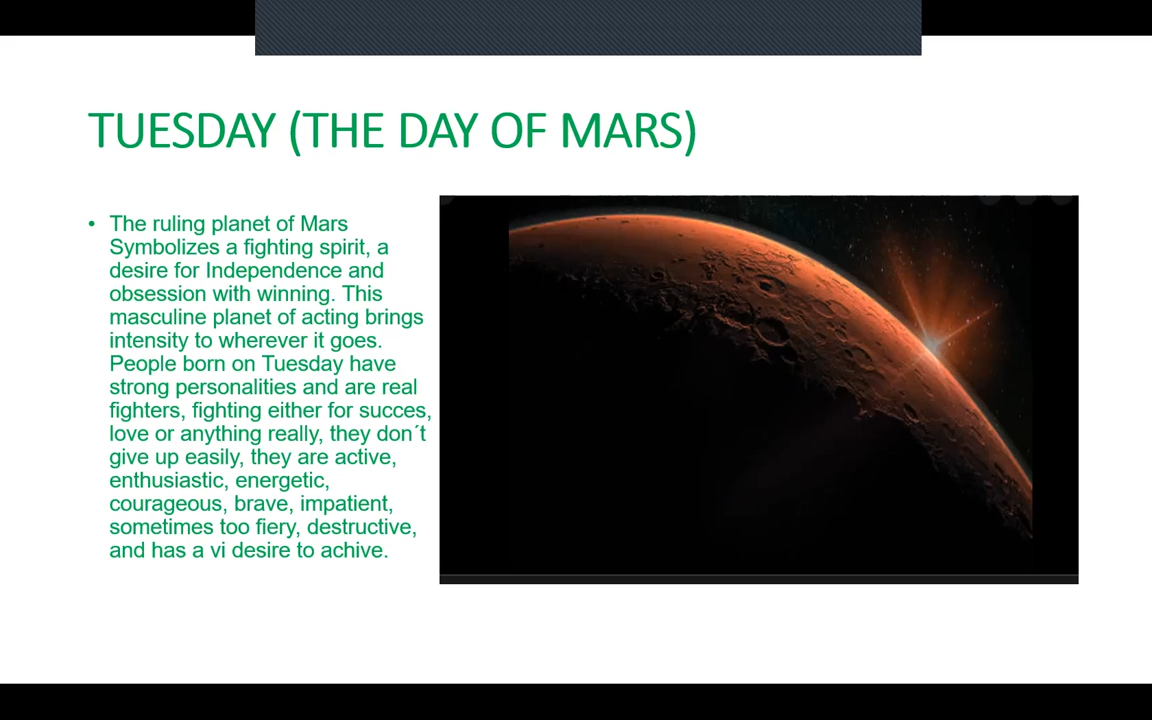 TUESDAY (THE DAY OF MARS)
• The ruling planet of Mars
Symbolizes a fighting spirit, a
desire for Independence and
obsession with winning. This
masculine planet of acting brings
intensity to wherever it goes.
People born on Tuesday have
strong personalities and are real
fighters, fighting either for succes,
love or anything really, they don´t
give up easily, they are active,
enthusiastic, energetic,
courageous, brave, impatient,
sometimes too fiery, destructive,
and has a vi desire to achive.